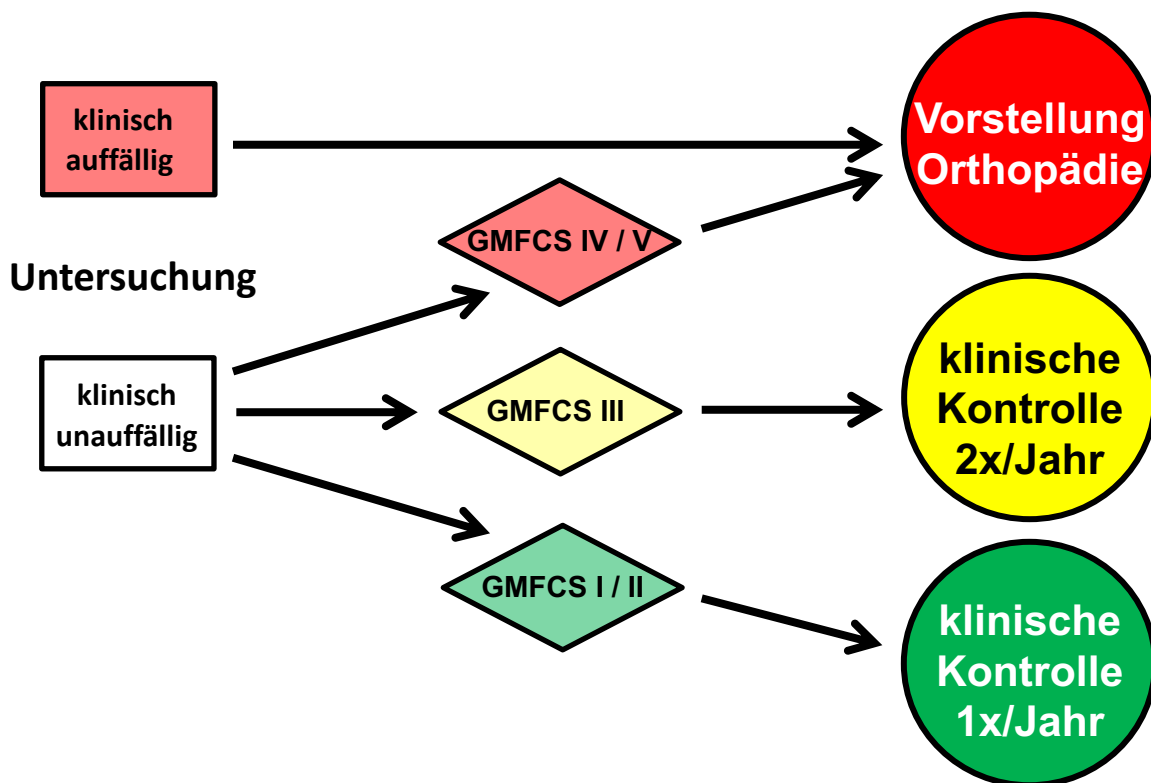 klinisch
auffällig
Vorstellung
Orthopädie
GMFCS IV / V
Untersuchung
klinisch
unauffällig
GMFCS III
klinische
Kontrolle
2x/Jahr
GMFCS I / II
klinische
Kontrolle
1x/Jahr